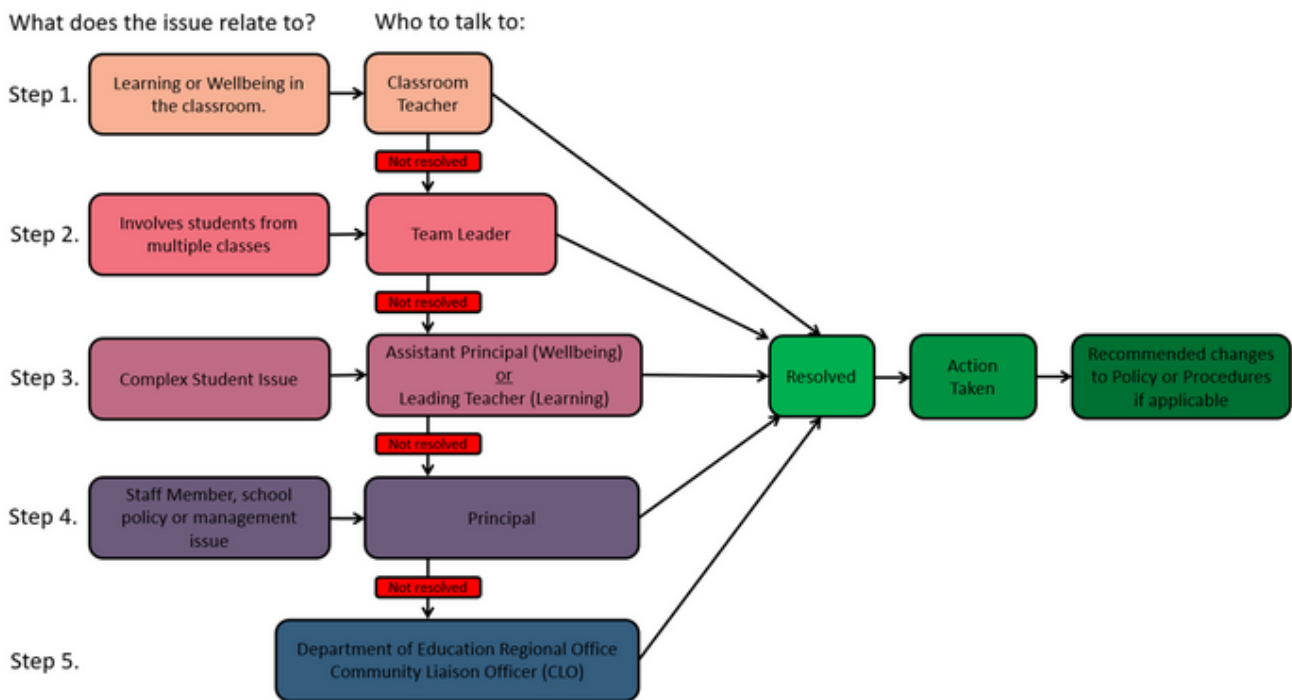 What does the issue relate to?
Who to talk to:
Step 1.
Learning or Wellbeing in
the classroom.
Classroom
Teacher
Not resolved
Step 2.
Involves students from
multiple classes
Team Leader
Not resolved
Step 3.
Complex Student Issue
Assistant Principal (Wellbeing)
or
Leading Teacher (Learning)
Resolved
Action
Taken
Recommended changes
to Policy or Procedures
if applicable
Not resolved
Step 4.
Staff Member, school
policy or management
issue
Principal
Not resolved
Step 5.
Department of Education Regional Office
Community Liaison Officer (CLO)